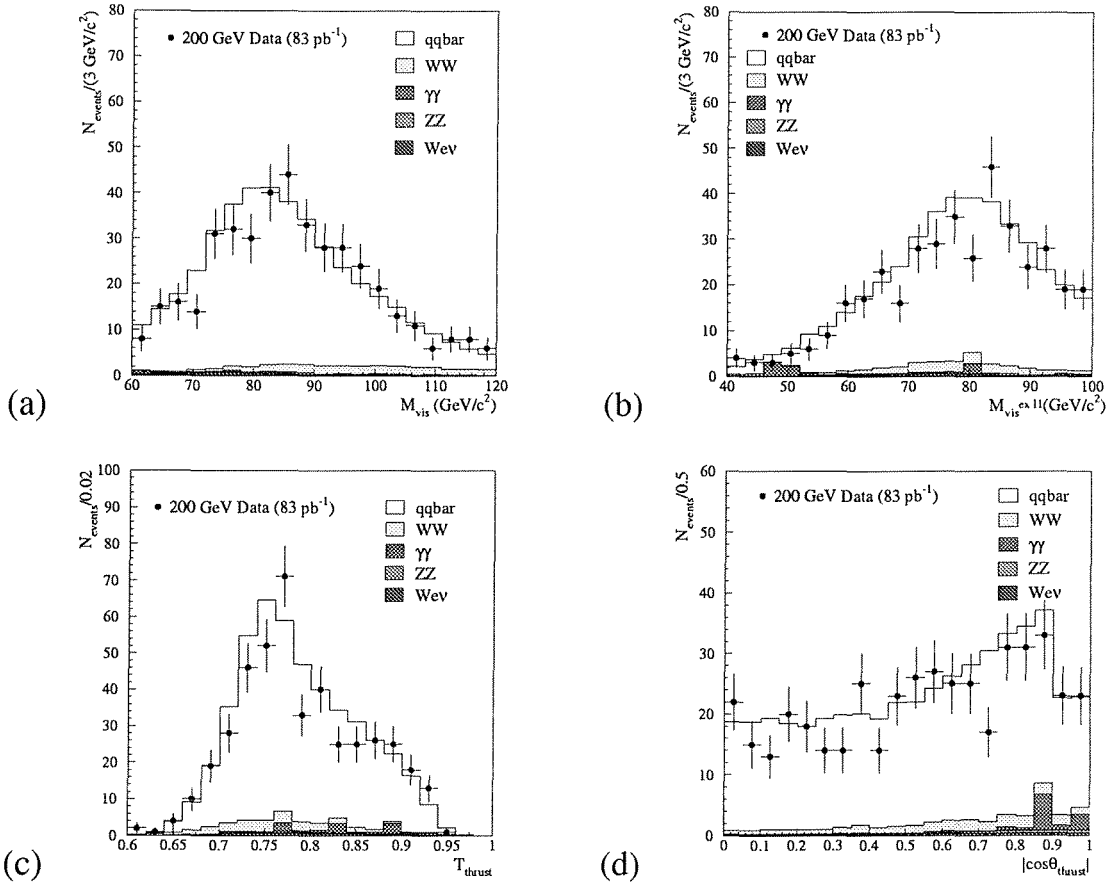 N_events/(3 GeV/c²)
80
70
60
50
40
30
20
10
0
200 GeV Data (83 pb⁻¹)
qqbar
WW
γγ
ZZ
Weν
60 70 80 90 100 110 120
M_vis (GeV/c²)
(a)
N_events/(3 GeV/c²)
80
70
60
50
40
30
20
10
0
200 GeV Data (83 pb⁻¹)
qqbar
WW
γγ
ZZ
Weν
40 50 60 70 80 90 100
M_vis^ex 11(GeV/c²)
(b)
N_events/0.02
100
90
80
70
60
50
40
30
20
10
0
200 GeV Data (83 pb⁻¹)
qqbar
WW
γγ
ZZ
Weν
0.6 0.65 0.7 0.75 0.8 0.85 0.9 0.95 1
T_thrust
(c)
N_events/0.5
60
50
40
30
20
10
0
200 GeV Data (83 pb⁻¹)
qqbar
WW
γγ
ZZ
Weν
0 0.1 0.2 0.3 0.4 0.5 0.6 0.7 0.8 0.9 1
|cosθ_thrust|
(d)